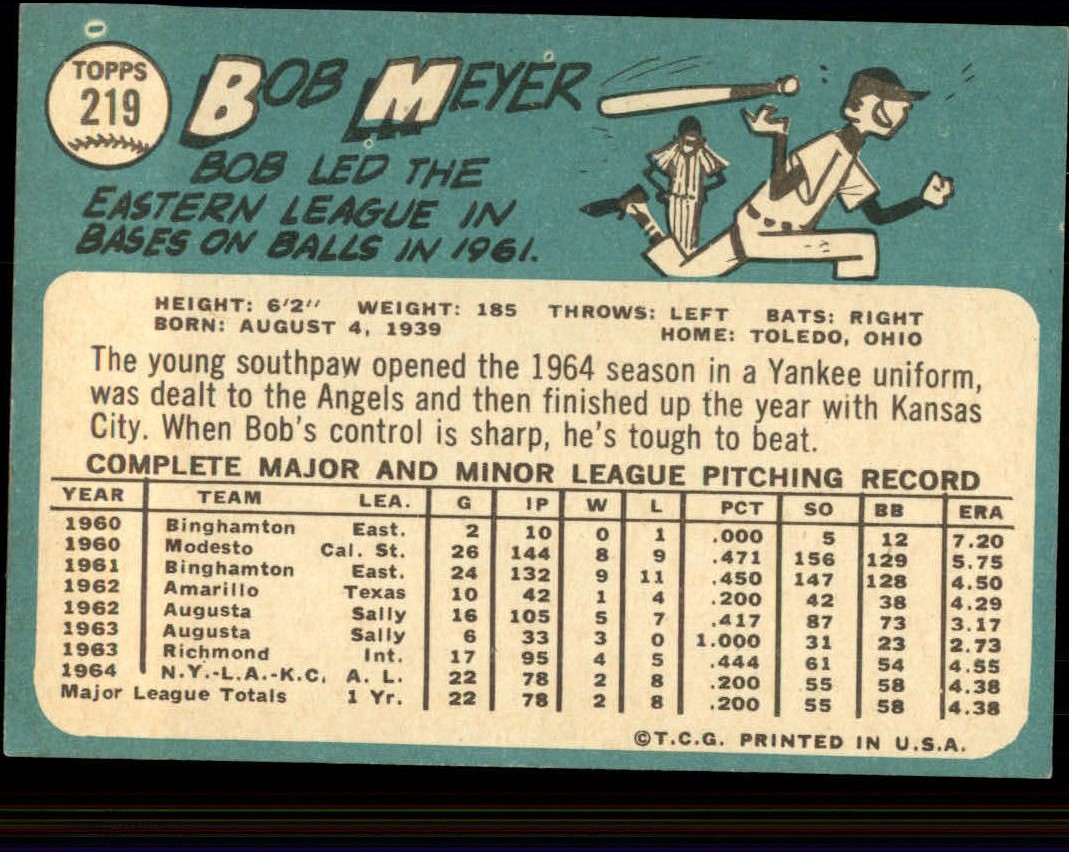 TOPPS
219
BOB MEYER
BOB LED THE
EASTERN LEAGUE IN
BASES ON BALLS IN 1961.
HEIGHT: 6'2" WEIGHT: 185 THROWS: LEFT BATS: RIGHT
BORN: AUGUST 4, 1939 HOME: TOLEDO, OHIO
The young southpaw opened the 1964 season in a Yankee uniform,
was dealt to the Angels and then finished up the year with Kansas
City. When Bob's control is sharp, he's tough to beat.
COMPLETE MAJOR AND MINOR LEAGUE PITCHING RECORD
YEAR TEAM LEA. G IP W L PCT SO BB ERA
1960 Binghamton East. 2 10 0 1 .000 5 12 7.20
1960 Modesto Cal. St. 26 144 8 9 .471 156 129 5.75
1961 Binghamton East. 24 132 9 11 .450 147 128 4.50
1962 Amarillo Texas 10 42 1 4 .200 42 38 4.29
1962 Augusta Sally 16 105 5 7 .417 87 73 3.17
1963 Augusta Sally 6 33 3 0 1.000 31 23 2.73
1963 Richmond Int. 17 95 4 5 .444 61 54 4.55
1964 N.Y.-L.A.-K.C. A. L. 22 78 2 8 .200 55 58 4.38
Major League Totals 1 Yr. 22 78 2 8 .200 55 58 4.38
©T.C.G. PRINTED IN U.S.A.